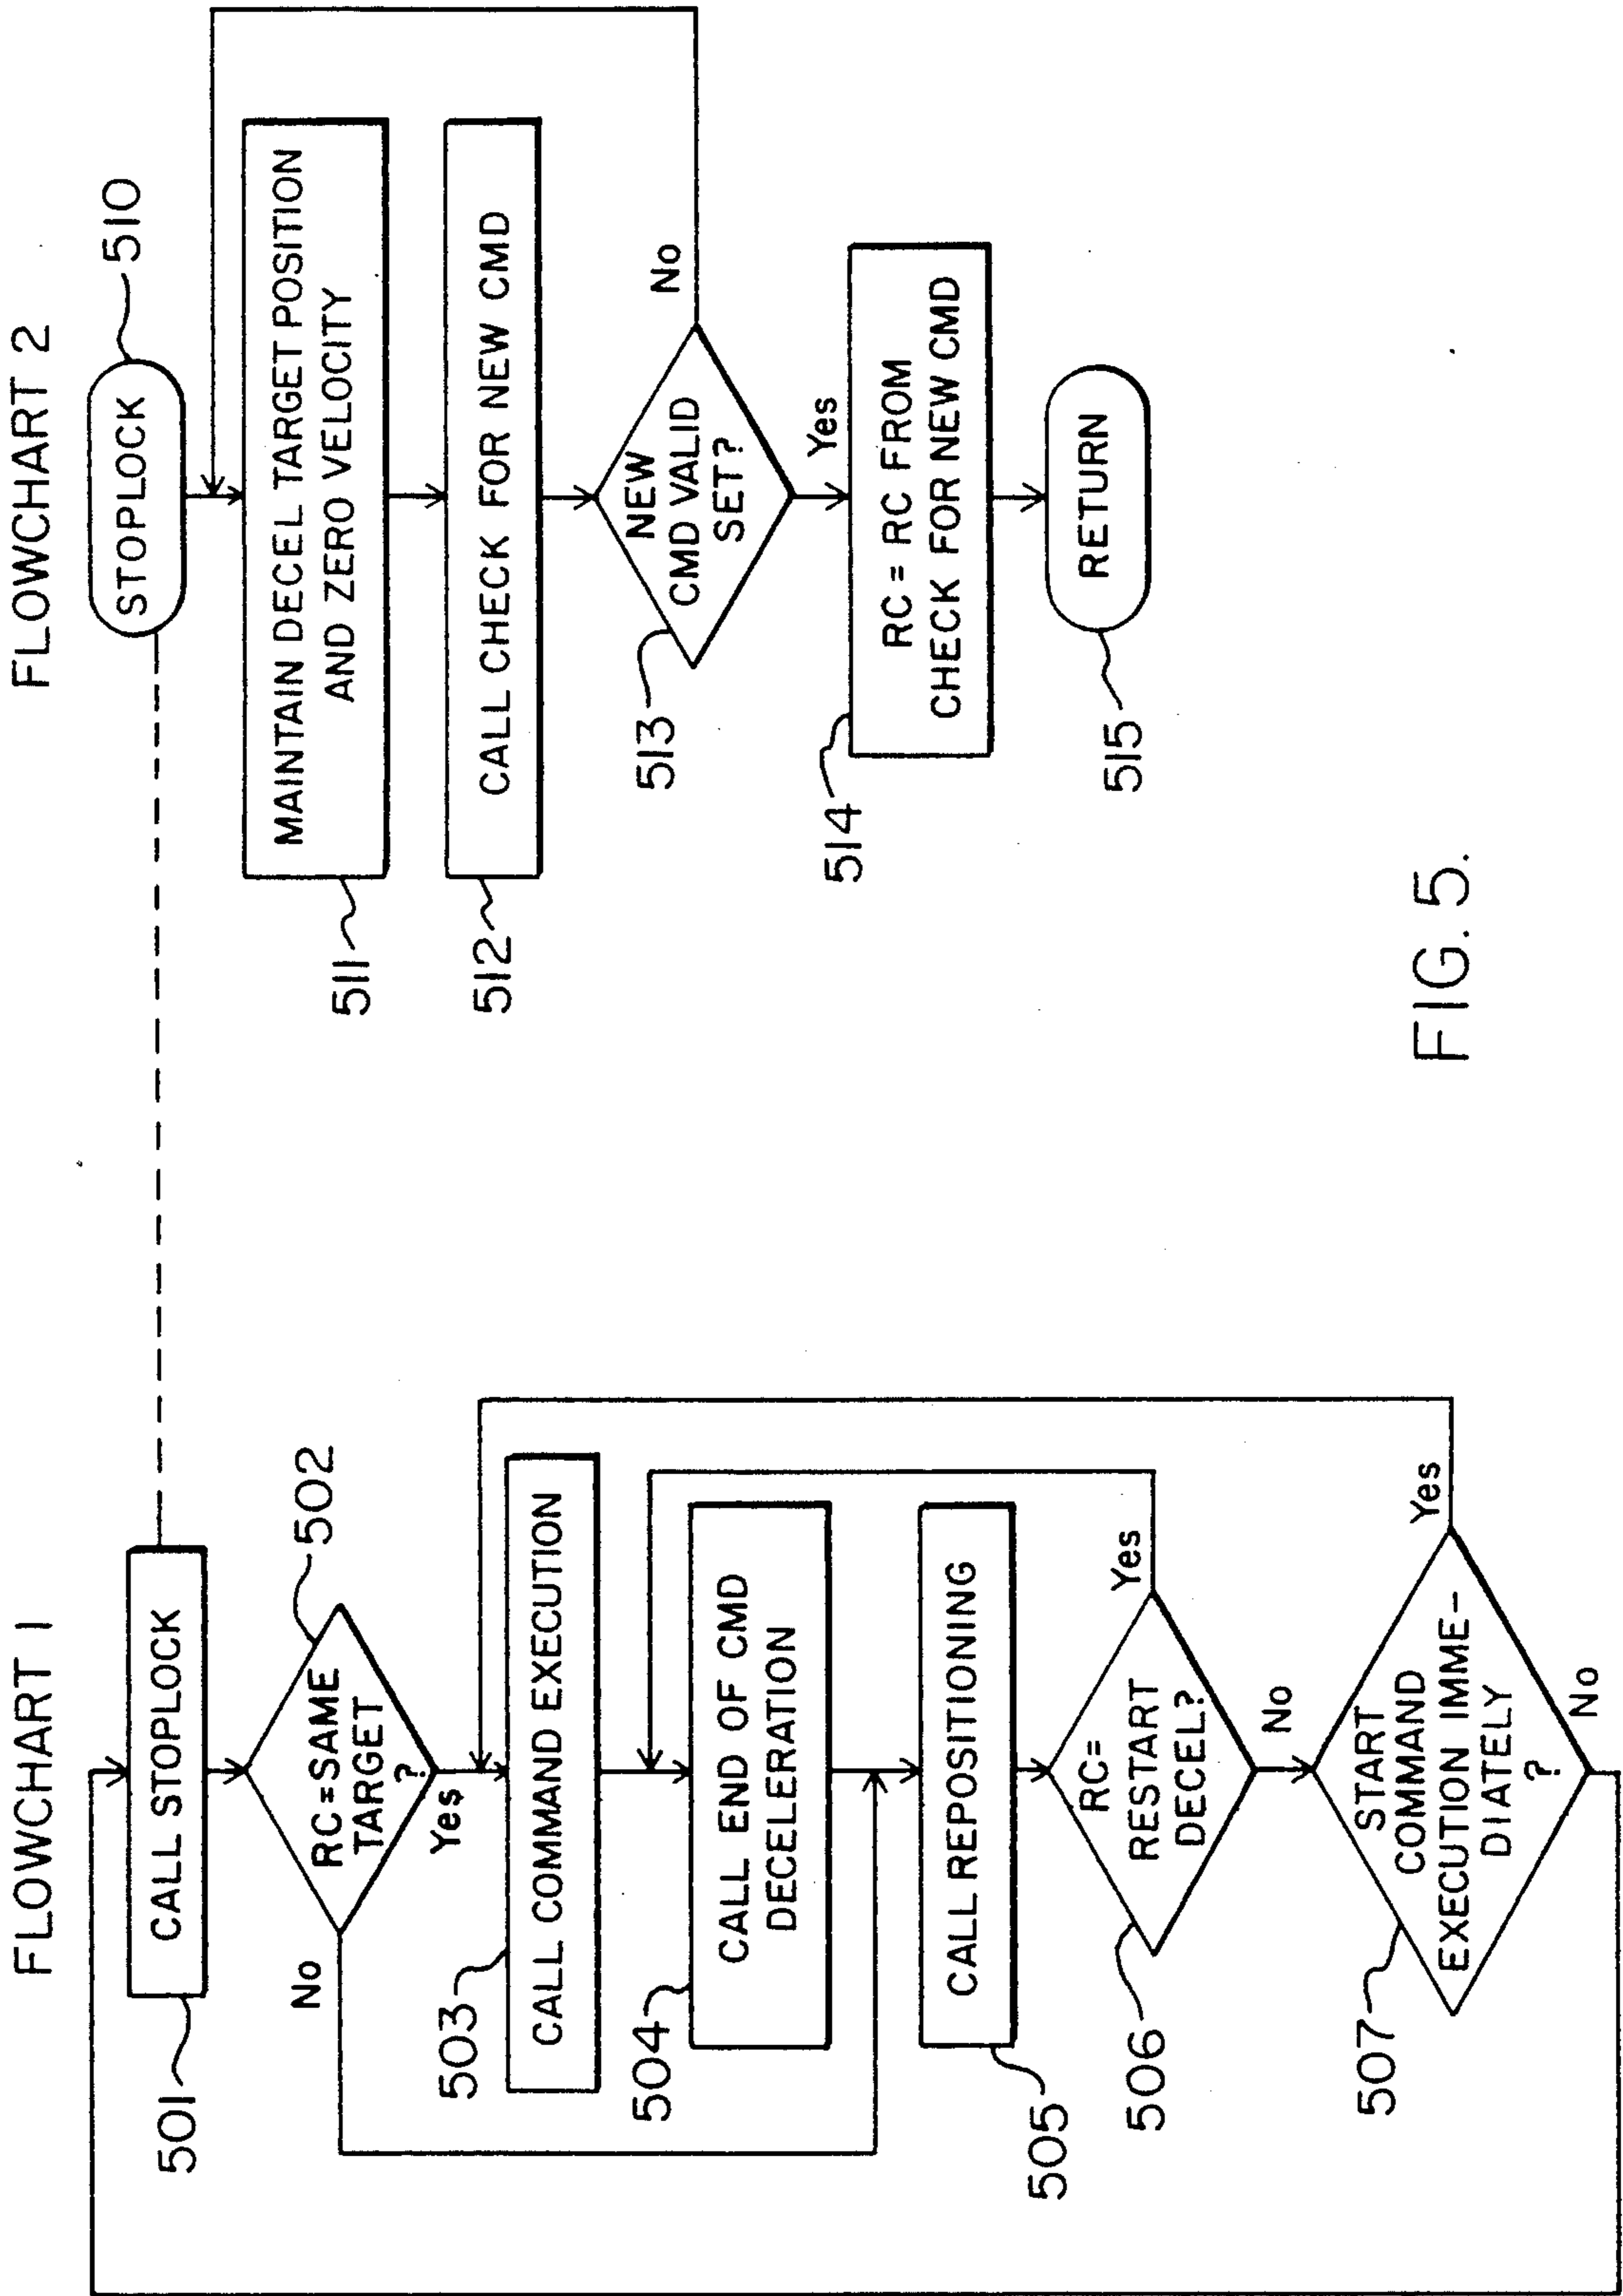 FLOWCHART 1
CALL STOPLOCK
501
RC=SAME
TARGET
?
502
No
Yes
CALL COMMAND EXECUTION
503
CALL END OF CMD
DECELERATION
504
CALL REPOSITIONING
505
RC=
RESTART
DECEL?
506
Yes
No
START
COMMAND
EXECUTION IMME-
DIATELY
?
507
Yes
No
FLOWCHART 2
STOPLOCK
510
MAINTAIN DECEL TARGET POSITION
AND ZERO VELOCITY
511
CALL CHECK FOR NEW CMD
512
NEW
CMD VALID
SET?
513
No
Yes
RC = RC FROM
CHECK FOR NEW CMD
514
RETURN
515
FIG. 5.